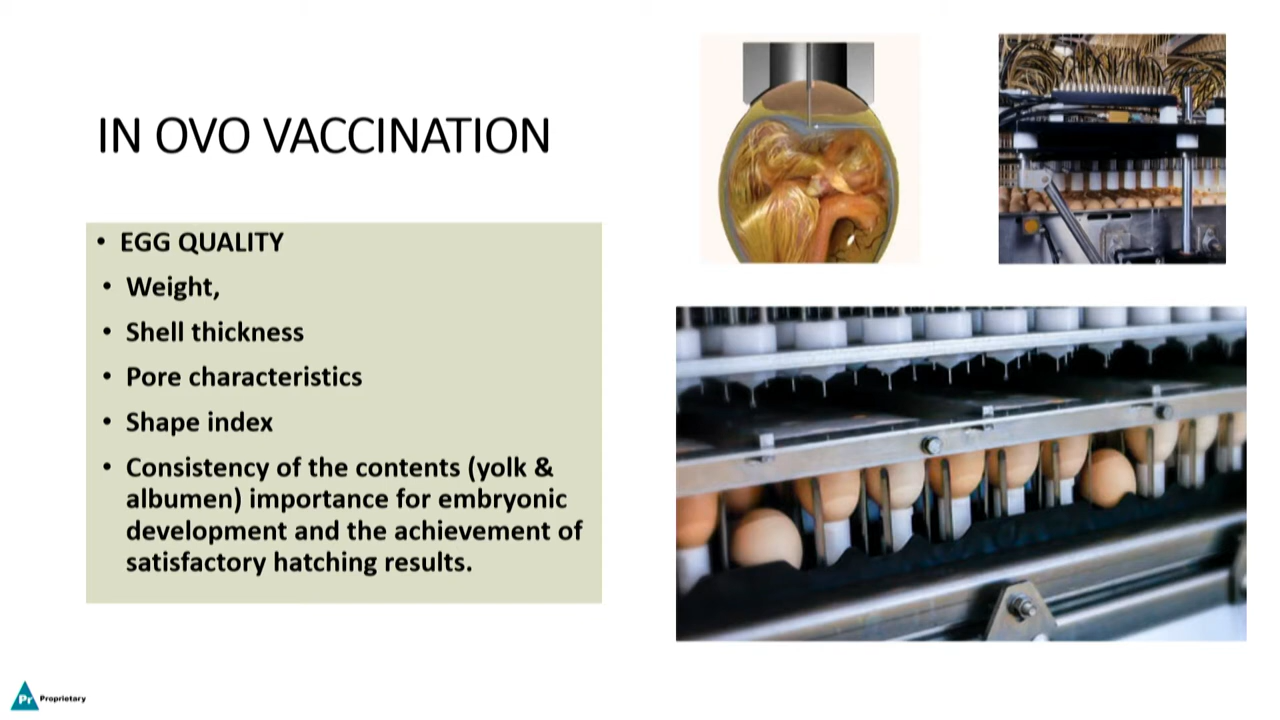 IN OVO VACCINATION
• EGG QUALITY
• Weight,
• Shell thickness
• Pore characteristics
• Shape index
• Consistency of the contents (yolk &
albumen) importance for embryonic
development and the achievement of
satisfactory hatching results.
Pr Proprietary